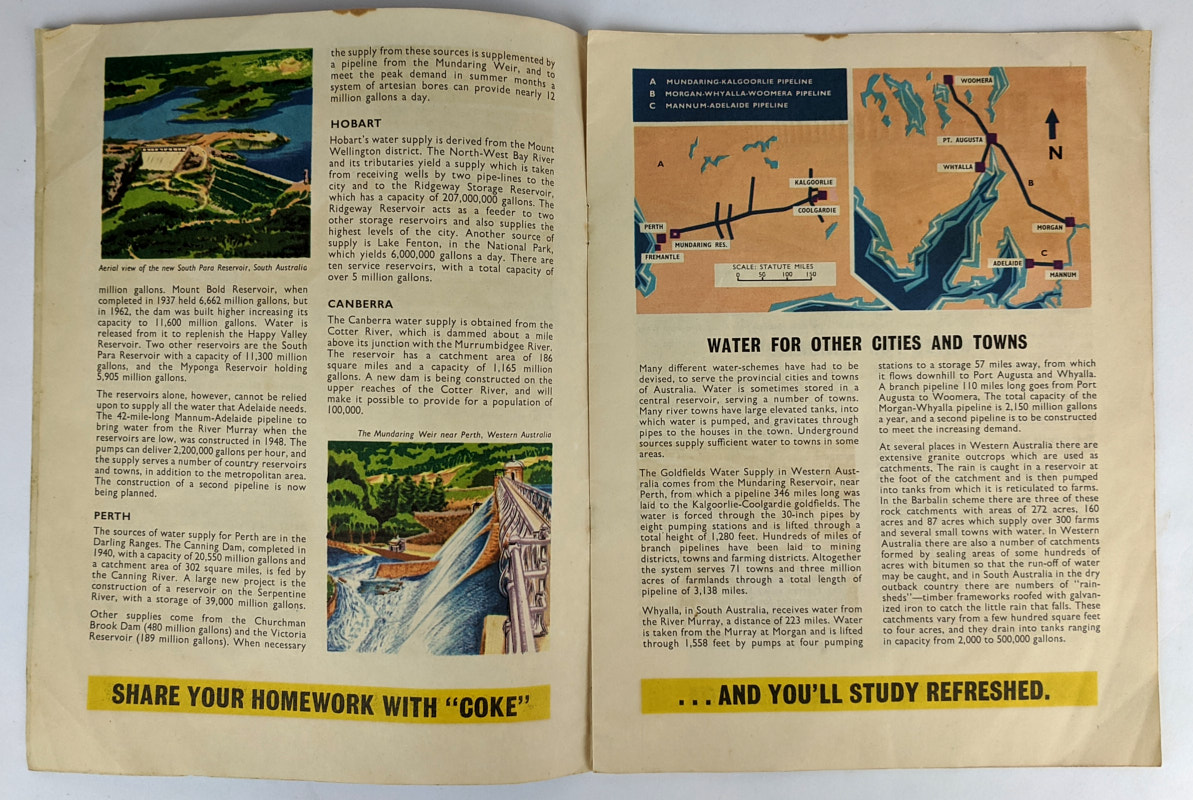 Aerial view of the new South Para Reservoir, South Australia
million gallons. Mount Bold Reservoir, when
completed in 1937 held 6,662 million gallons, but
in 1962, the dam was built higher increasing its
capacity to 11,600 million gallons. Water is
released from it to replenish the Happy Valley
Reservoir. Two other reservoirs are the South
Para Reservoir with a capacity of 11,300 million
gallons, and the Myponga Reservoir holding
5,905 million gallons.
The reservoirs alone, however, cannot be relied
upon to supply all the water that Adelaide needs.
The 42-mile-long Mannum-Adelaide pipeline to
bring water from the River Murray when the
reservoirs are low, was constructed in 1948. The
pumps can deliver 2,200,000 gallons per hour, and
the supply serves a number of country reservoirs
and towns, in addition to the metropolitan area.
The construction of a second pipeline is now
being planned.
PERTH
The sources of water supply for Perth are in the
Darling Ranges. The Canning Dam, completed in
1940, with a capacity of 20,550 million gallons and
a catchment area of 302 square miles, is fed by
the Canning River. A large new project is the
construction of a reservoir on the Serpentine
River, with a storage of 39,000 million gallons.
Other supplies come from the Churchman
Brook Dam (480 million gallons) and the Victoria
Reservoir (189 million gallons). When necessary
the supply from these sources is supplemented by
a pipeline from the Mundaring Weir, and to
meet the peak demand in summer months a
system of artesian bores can provide nearly 12
million gallons a day.
HOBART
Hobart's water supply is derived from the Mount
Wellington district. The North-West Bay River
and its tributaries yield a supply which is taken
from receiving wells by two pipe-lines to the
city and to the Ridgeway Storage Reservoir,
which has a capacity of 207,000,000 gallons. The
Ridgeway Reservoir acts as a feeder to two
other storage reservoirs and also supplies the
highest levels of the city. Another source of
supply is Lake Fenton, in the National Park,
which yields 6,000,000 gallons a day. There are
ten service reservoirs, with a total capacity of
over 5 million gallons.
CANBERRA
The Canberra water supply is obtained from the
Cotter River, which is dammed about a mile
above its junction with the Murrumbidgee River.
The reservoir has a catchment area of 186
square miles and a capacity of 1,165 million
gallons. A new dam is being constructed on the
upper reaches of the Cotter River, and will
make it possible to provide for a population of
100,000.
The Mundaring Weir near Perth, Western Australia
SHARE YOUR HOMEWORK WITH "COKE"
A MUNDARING-KALGOORLIE PIPELINE
B MORGAN-WHYALLA-WOOMERA PIPELINE
C MANNUM-ADELAIDE PIPELINE
A
KALGOORLIE
COOLGARDIE
PERTH
MUNDARING RES.
FREMANTLE
SCALE: STATUTE MILES
0 50 100 150
WOOMERA
PT. AUGUSTA
N
WHYALLA
B
MORGAN
C
ADELAIDE
MANNUM
WATER FOR OTHER CITIES AND TOWNS
Many different water-schemes have had to be
devised, to serve the provincial cities and towns
of Australia. Water is sometimes stored in a
central reservoir, serving a number of towns.
Many river towns have large elevated tanks, into
which water is pumped, and gravitates through
pipes to the houses in the town. Underground
sources supply sufficient water to towns in some
areas.
The Goldfields Water Supply in Western Aust-
ralia comes from the Mundaring Reservoir, near
Perth, from which a pipeline 346 miles long was
laid to the Kalgoorlie-Coolgardie goldfields. The
water is forced through the 30-inch pipes by
eight pumping stations and is lifted through a
total height of 1,280 feet. Hundreds of miles of
branch pipelines have been laid to mining
districts, towns and farming districts. Altogether
the system serves 71 towns and three million
acres of farmlands through a total length of
pipeline of 3,138 miles.
Whyalla, in South Australia, receives water from
the River Murray, a distance of 223 miles. Water
is taken from the Murray at Morgan and is lifted
through 1,558 feet by pumps at four pumping
stations to a storage 57 miles away, from which
it flows downhill to Port Augusta and Whyalla.
A branch pipeline 110 miles long goes from Port
Augusta to Woomera, The total capacity of the
Morgan-Whyalla pipeline is 2,150 million gallons
a year, and a second pipeline is to be constructed
to meet the increasing demand.
At several places in Western Australia there are
extensive granite outcrops which are used as
catchments. The rain is caught in a reservoir at
the foot of the catchment and is then pumped
into tanks from which it is reticulated to farms.
In the Barbalin scheme there are three of these
rock catchments with areas of 272 acres, 160
acres and 87 acres which supply over 300 farms
and several small towns with water. In Western
Australia there are also a number of catchments
formed by sealing areas of some hundreds of
acres with bitumen so that the run-off of water
may be caught, and in South Australia in the dry
outback country there are numbers of "rain-
sheds"—timber frameworks roofed with galvan-
ized iron to catch the little rain that falls. These
catchments vary from a few hundred square feet
to four acres, and they drain into tanks ranging
in capacity from 2,000 to 500,000 gallons.
...AND YOU'LL STUDY REFRESHED.